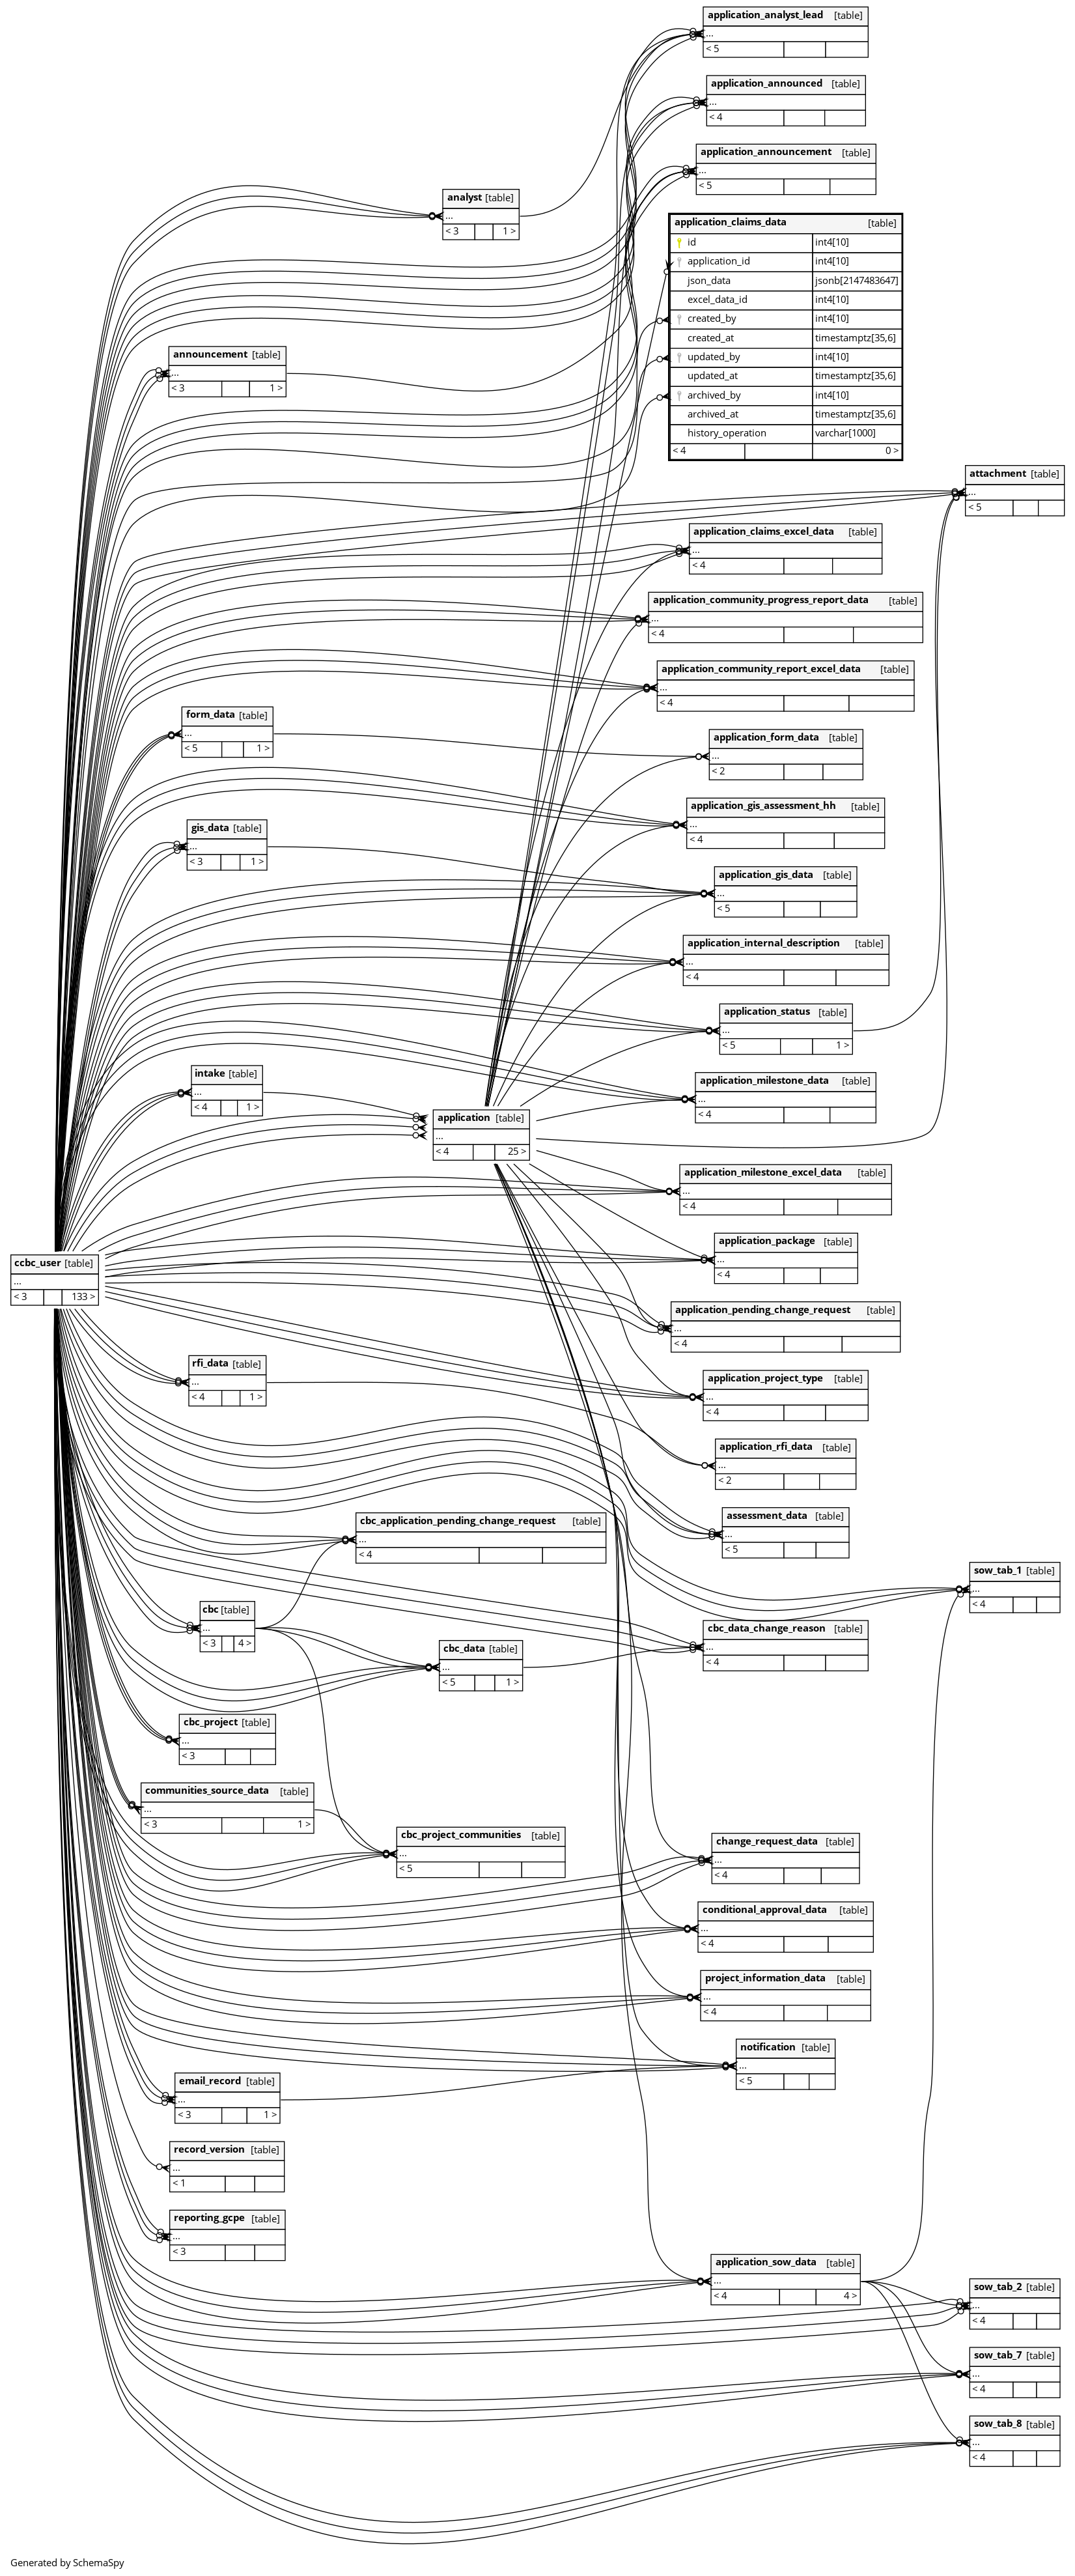 application_analyst_lead [table]
...
< 5
application_announced [table]
...
< 4
application_announcement [table]
...
< 5
analyst [table]
...
< 3 1 >
application_claims_data [table]
id int4[10]
application_id int4[10]
json_data jsonb[2147483647]
excel_data_id int4[10]
created_by int4[10]
created_at timestamptz[35,6]
updated_by int4[10]
updated_at timestamptz[35,6]
archived_by int4[10]
archived_at timestamptz[35,6]
history_operation varchar[1000]
< 4 0 >
announcement [table]
...
< 3 1 >
attachment [table]
...
< 5
application_claims_excel_data [table]
...
< 4
application_community_progress_report_data [table]
...
< 4
application_community_report_excel_data [table]
...
< 4
form_data [table]
...
< 5 1 >
application_form_data [table]
...
< 2
application_gis_assessment_hh [table]
...
< 4
gis_data [table]
...
< 3 1 >
application_gis_data [table]
...
< 5
application_internal_description [table]
...
< 4
application_status [table]
...
< 5 1 >
intake [table]
...
< 4 1 >
application_milestone_data [table]
...
< 4
application [table]
...
< 4 25 >
application_milestone_excel_data [table]
...
< 4
application_package [table]
...
< 4
ccbc_user [table]
...
< 3 133 >
application_pending_change_request [table]
...
< 4
rfi_data [table]
...
< 4 1 >
application_project_type [table]
...
< 4
application_rfi_data [table]
...
< 2
assessment_data [table]
...
< 5
cbc_application_pending_change_request [table]
...
< 4
sow_tab_1 [table]
...
< 4
cbc [table]
...
< 3 4 >
cbc_data_change_reason [table]
...
< 4
cbc_data [table]
...
< 5 1 >
cbc_project [table]
...
< 3
communities_source_data [table]
...
< 3 1 >
cbc_project_communities [table]
...
< 5
change_request_data [table]
...
< 4
conditional_approval_data [table]
...
< 4
project_information_data [table]
...
< 4
notification [table]
...
< 5
email_record [table]
...
< 3 1 >
record_version [table]
...
< 1
reporting_gcpe [table]
...
< 3
application_sow_data [table]
...
< 4 4 >
sow_tab_2 [table]
...
< 4
sow_tab_7 [table]
...
< 4
sow_tab_8 [table]
...
< 4
Generated by SchemaSpy